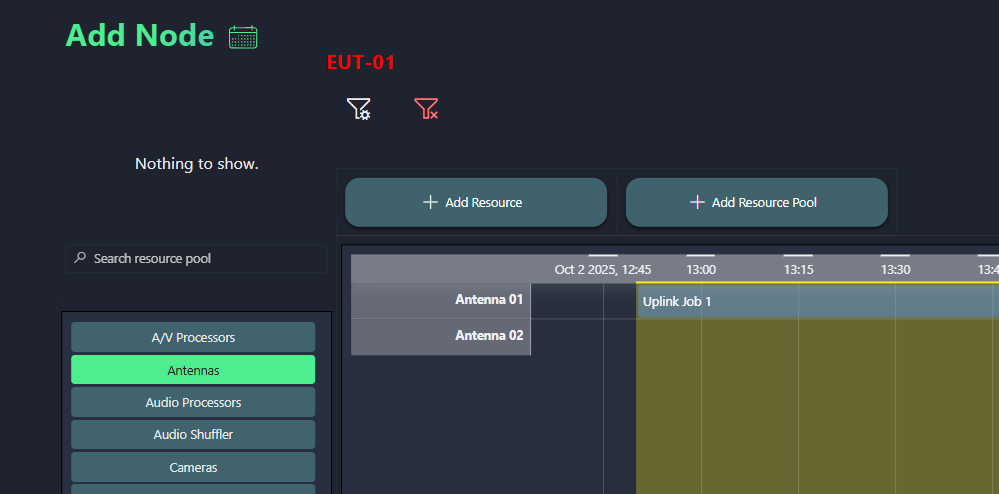 Add Node
EUT-01
Nothing to show.
Add Resource
Add Resource Pool
Search resource pool
Oct 2 2025, 12:45
13:00
13:15
13:30
Antenna 01
Uplink Job 1
Antenna 02
A/V Processors
Antennas
Audio Processors
Audio Shuffler
Cameras